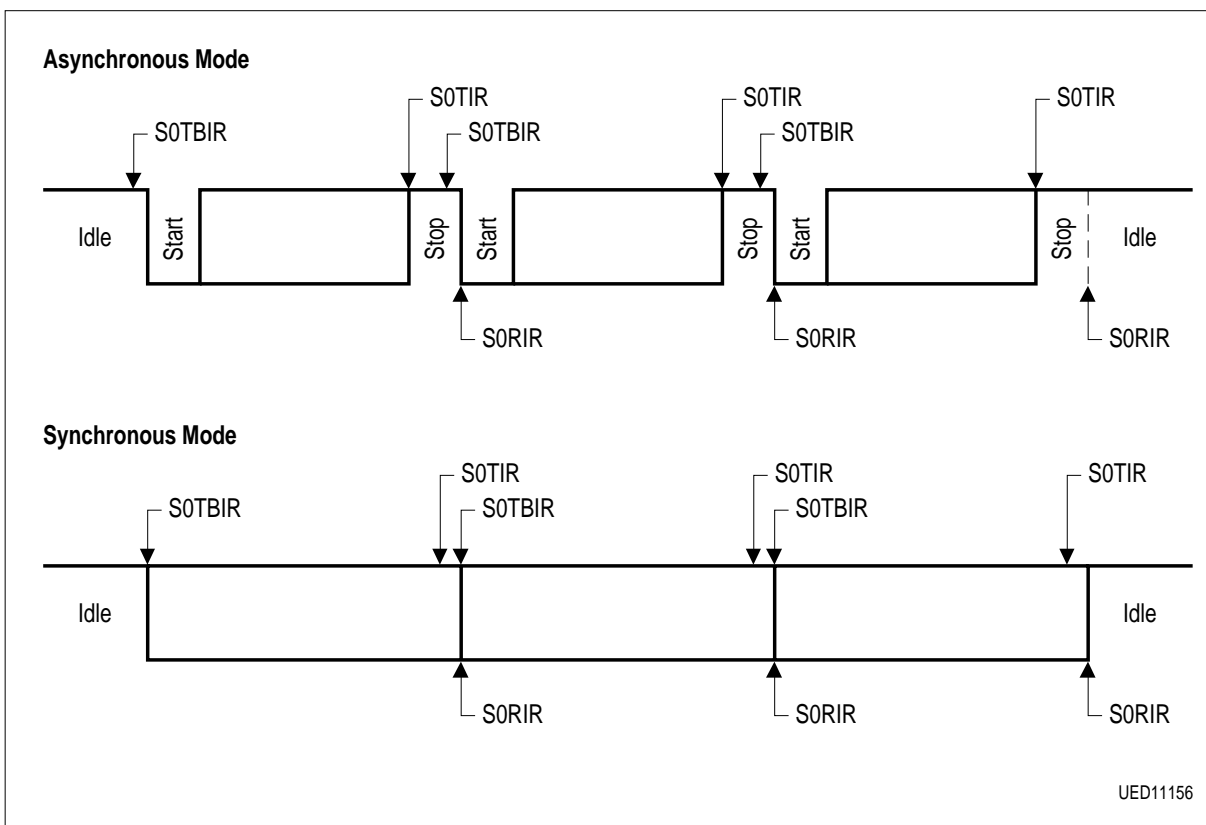 Asynchronous Mode
S0TIR
S0TIR
S0TIR
S0TBIR
S0TBIR
S0TBIR
Idle
Start
Stop
Start
Stop
Start
Stop
Idle
S0RIR
S0RIR
S0RIR
Synchronous Mode
S0TIR
S0TIR
S0TIR
S0TBIR
S0TBIR
S0TBIR
Idle
Idle
S0RIR
S0RIR
S0RIR
UED11156